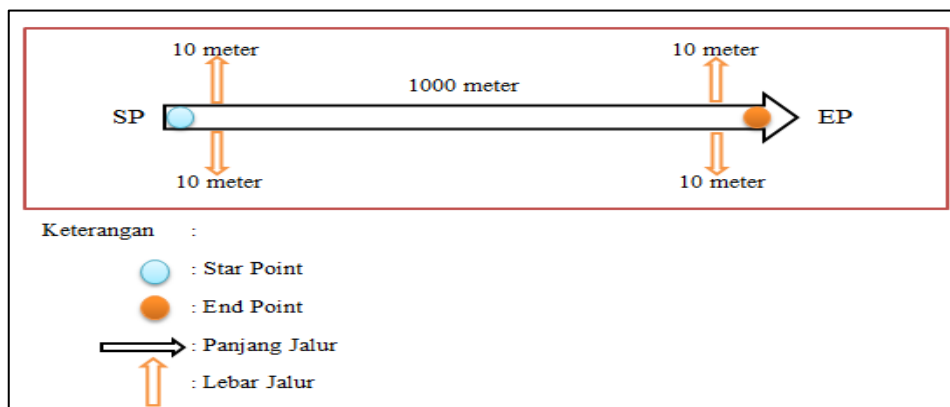 10 meter 10 meter
1000 meter
SP EP
10 meter 10 meter
Keterangan :
: Star Point
: End Point
: Panjang Jalur
: Lebar Jalur